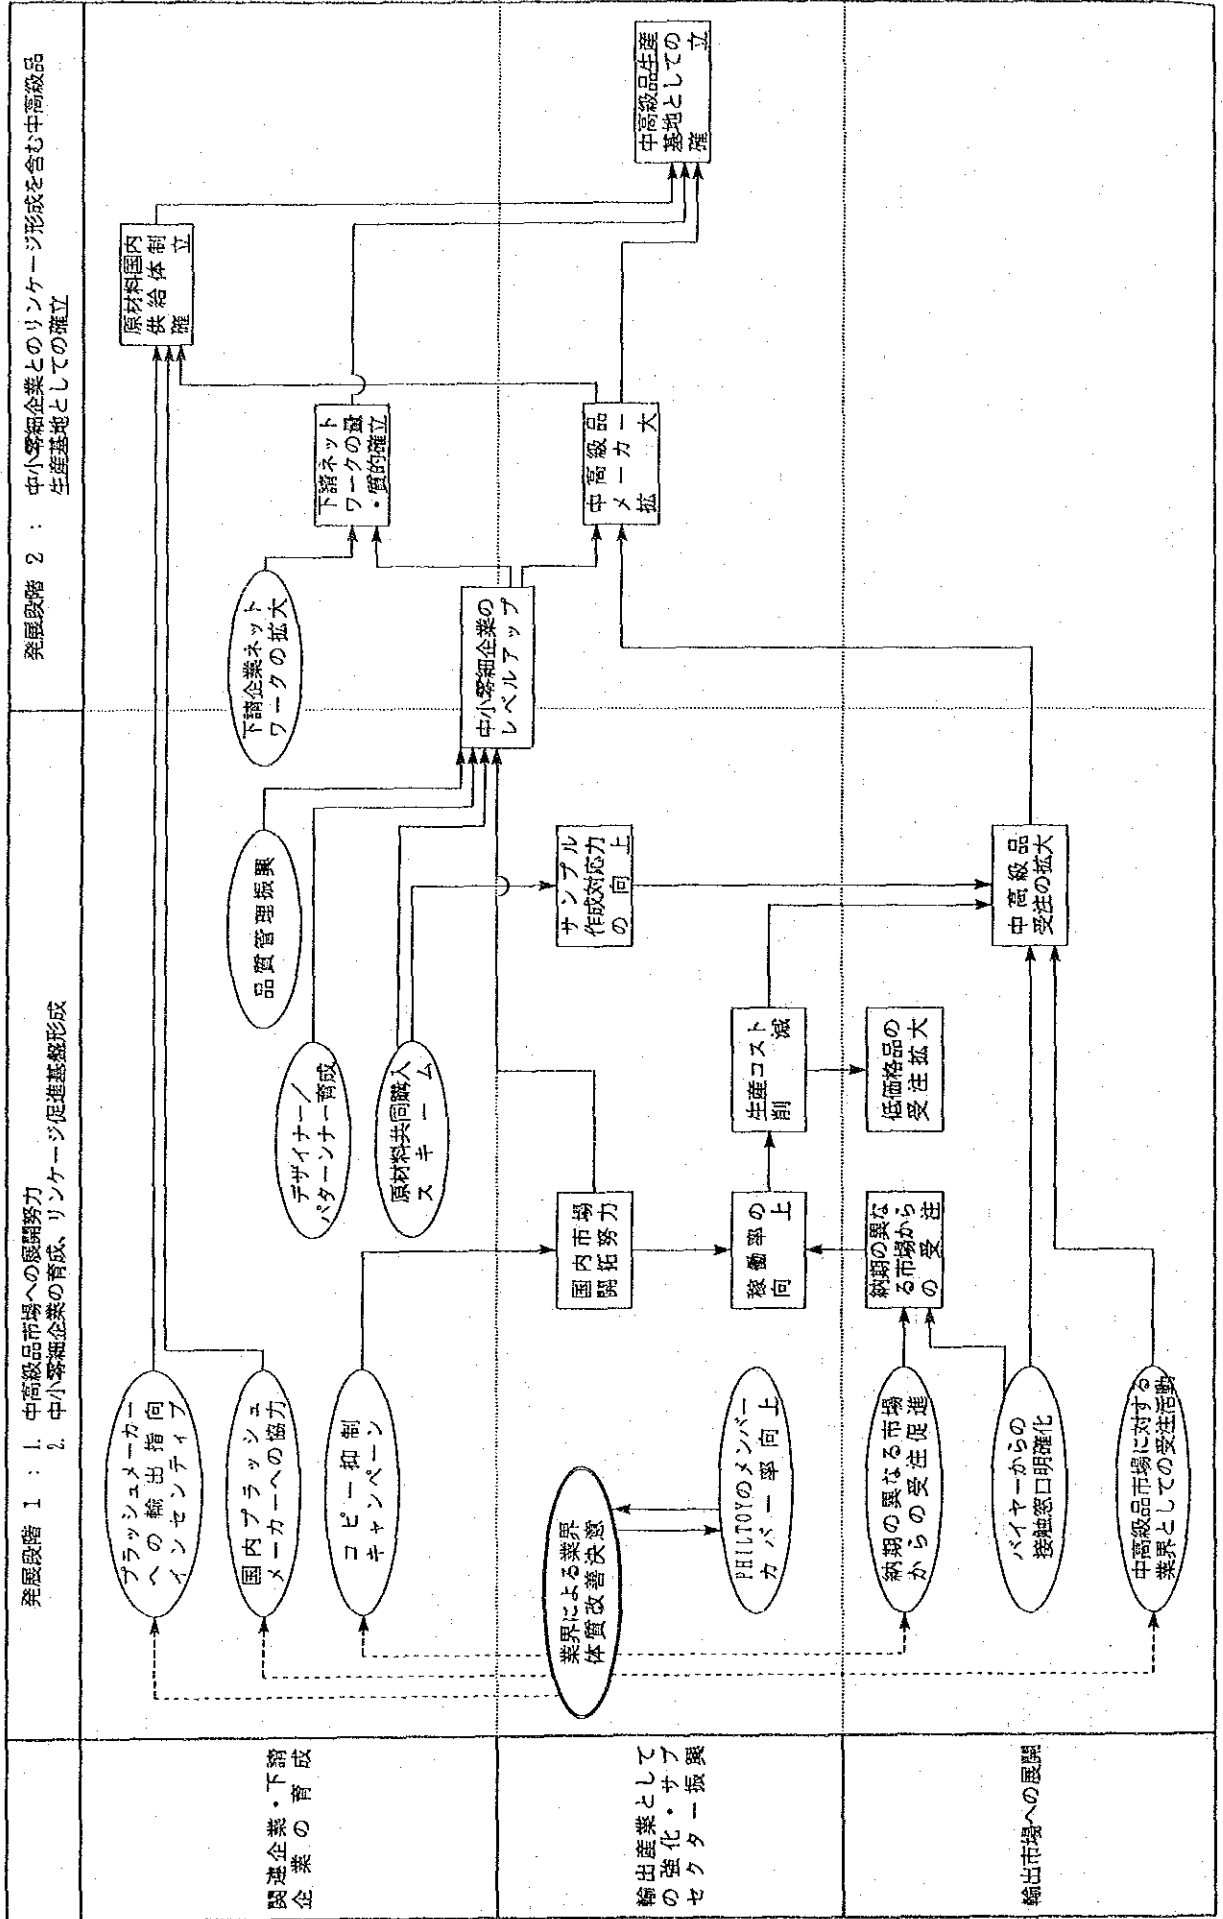 発展段階 1 : 1. 中高級品市場への展開努力
2. 中小零細企業の育成、リンケージ促進基盤形成
発展段階 2 : 中小零細企業とのリンケージ形成を含む中高級品
生産基地としての確立
関連企業・下請
企業の育成
プラッシュメーカー
への輸出指向
インセンティブ
国内プラッシュ
メーカーへの協力
コピー抑制
キャンペーン
デザイナー/
パターンナー育成
原材料共同購入
スキーム
品質管理振興
下請企業ネット
ワークの拡大
下請ネット
ワークの量
・質的確立
原材料国内
供給体制
確立
中小零細企業の
レベルアップ
輸出産業として
の強化・サブ
セクター振興
業界による業界
体質改善決意
PHILTOYのメンバー
カバー率向上
国内市場
開拓努力
稼働率の
向上
生産コスト
削減
サンプル
作成対応力
の向上
中高級品
メーカー
拡大
中高級品生産
基地としての
確立
輸出市場への展開
納期の異なる市場
からの受注促進
バイヤーからの
接触窓口明確化
中高級品市場に対する
業界としての受注活動
納期の異な
る市場から
の受注
低価格品の
受注拡大
中高級品
受注の拡大